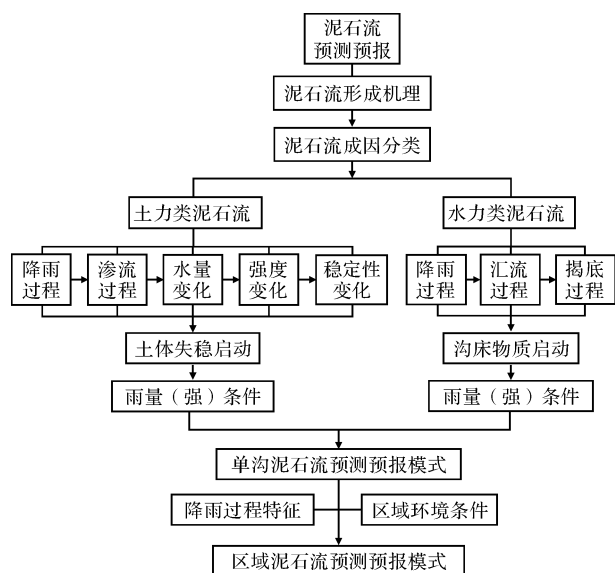 泥石流
预测预报
泥石流形成机理
泥石流成因分类
土力类泥石流
水力类泥石流
降雨
过程
渗流
过程
水量
变化
强度
变化
稳定性
变化
降雨
过程
汇流
过程
揭底
过程
土体失稳启动
沟床物质启动
雨量（强）条件
雨量（强）条件
单沟泥石流预测预报模式
降雨过程特征
区域环境条件
区域泥石流预测预报模式